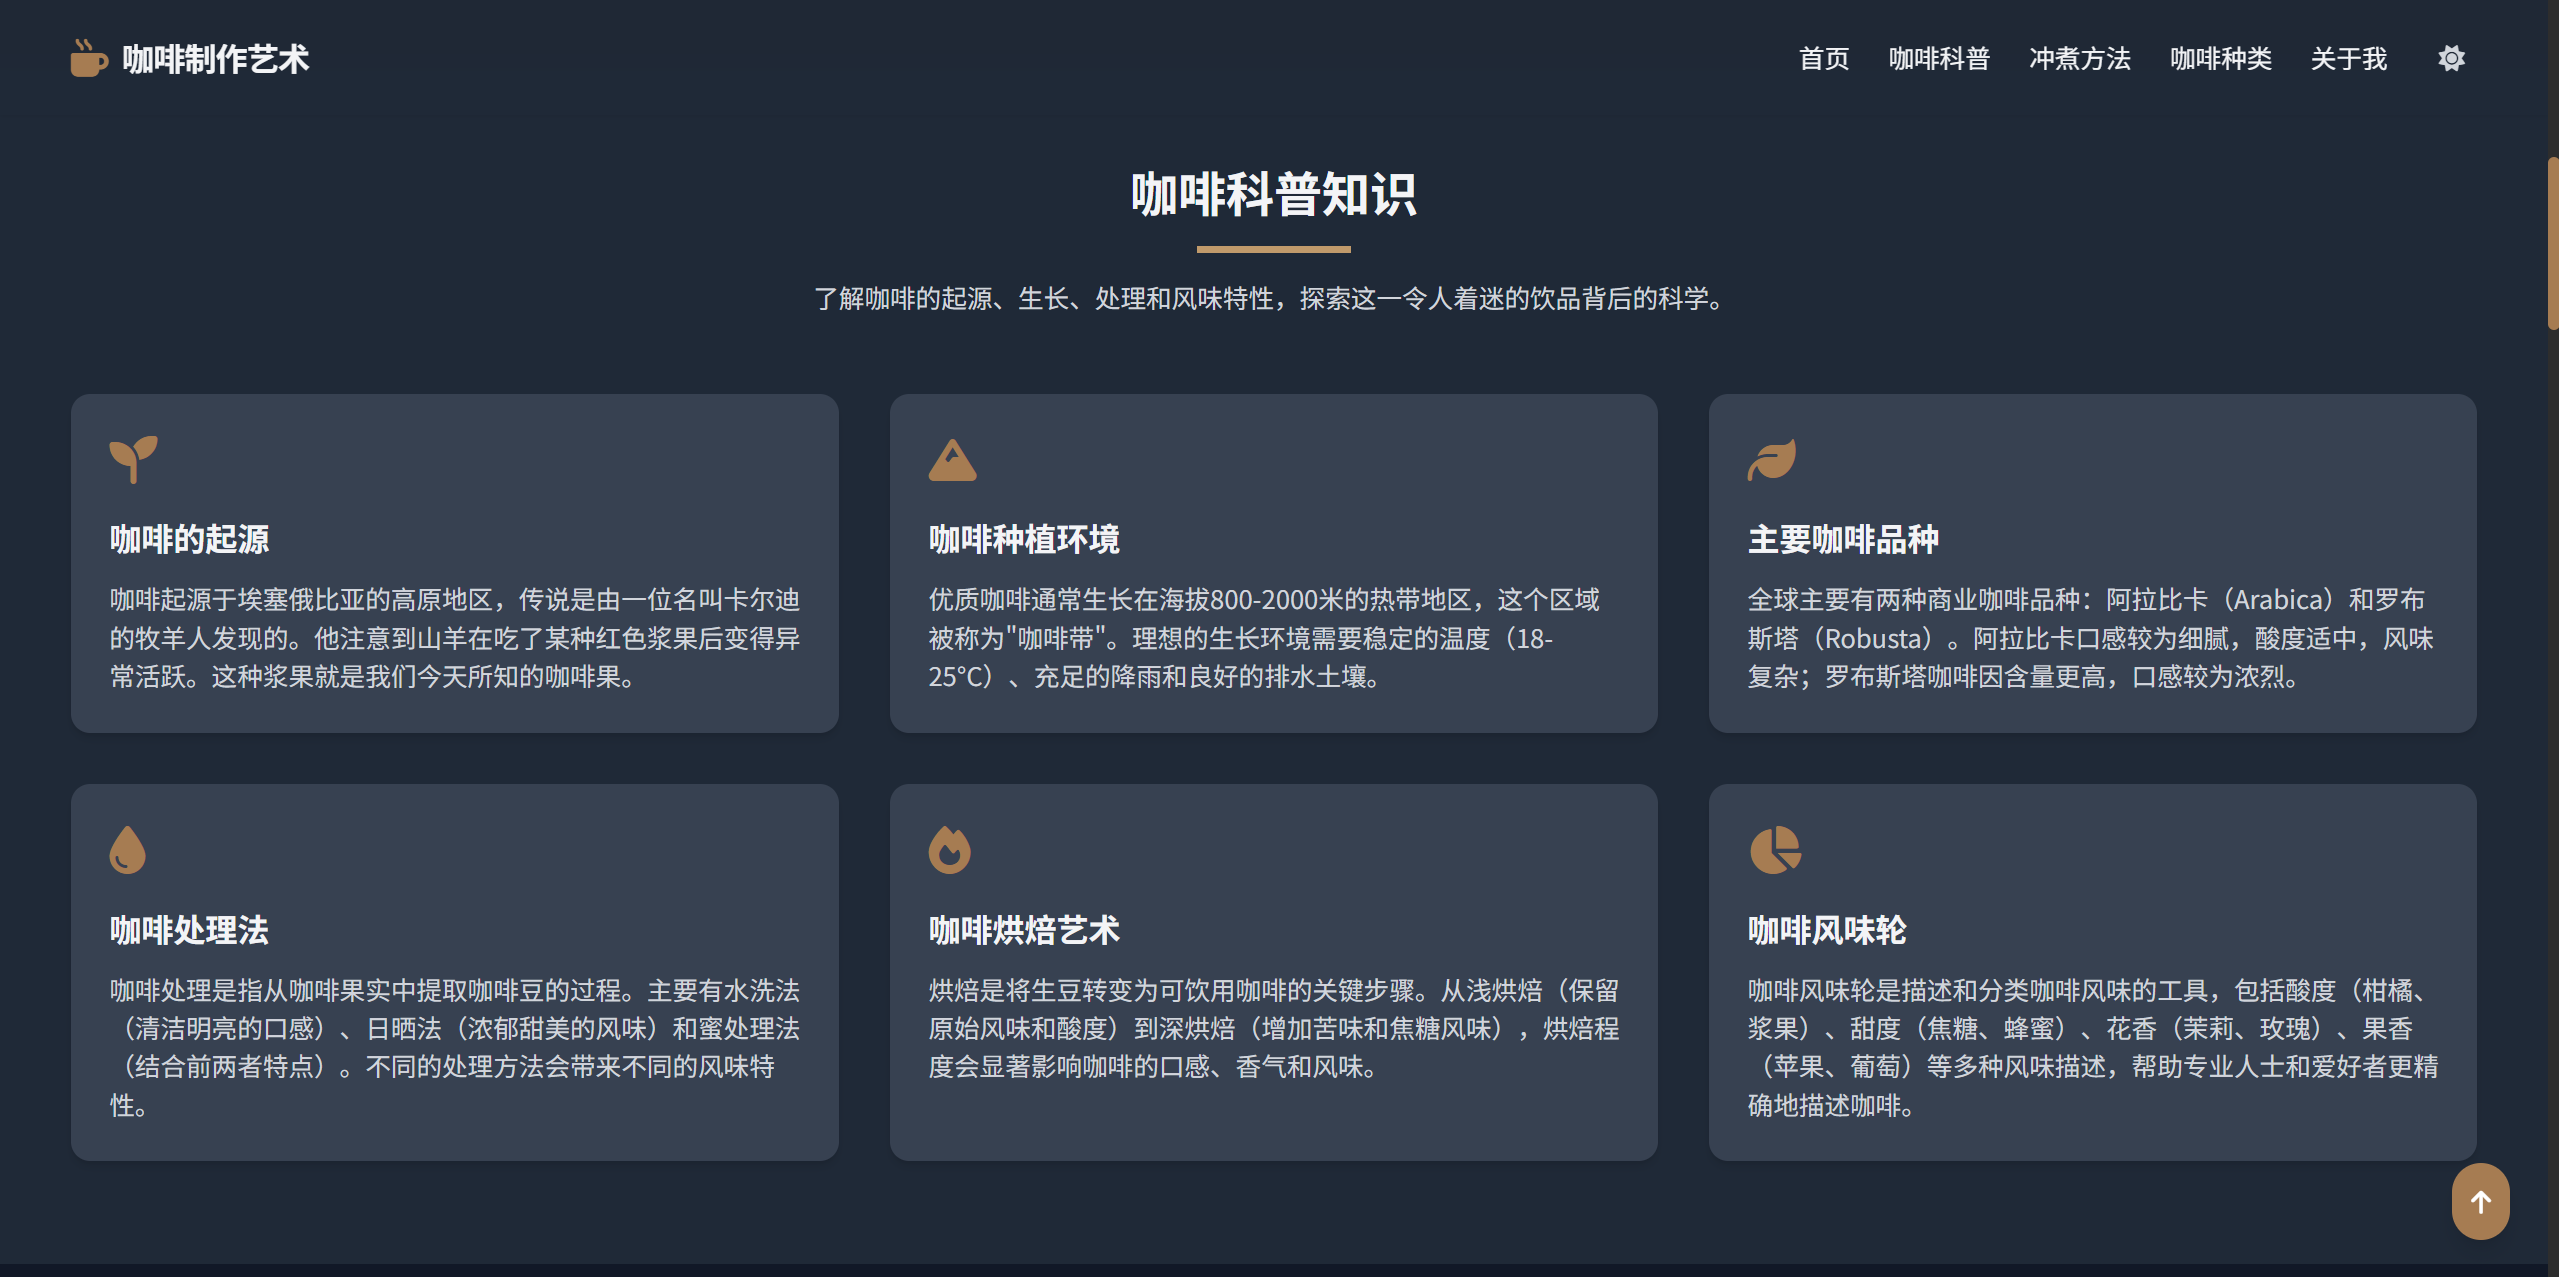 咖啡制作艺术
首页
咖啡科普
冲煮方法
咖啡种类
关于我
咖啡科普知识
了解咖啡的起源、生长、处理和风味特性，探索这一令人着迷的饮品背后的科学。
咖啡的起源
咖啡起源于埃塞俄比亚的高原地区，传说是由一位名叫卡尔迪
的牧羊人发现的。他注意到山羊在吃了某种红色浆果后变得异
常活跃。这种浆果就是我们今天所知的咖啡果。
咖啡种植环境
优质咖啡通常生长在海拔800-2000米的热带地区，这个区域
被称为"咖啡带"。理想的生长环境需要稳定的温度（18-
25°C）、充足的降雨和良好的排水土壤。
主要咖啡品种
全球主要有两种商业咖啡品种：阿拉比卡（Arabica）和罗布
斯塔（Robusta）。阿拉比卡口感较为细腻，酸度适中，风味
复杂；罗布斯塔咖啡因含量更高，口感较为浓烈。
咖啡处理法
咖啡处理是指从咖啡果实中提取咖啡豆的过程。主要有水洗法
（清洁明亮的口感）、日晒法（浓郁甜美的风味）和蜜处理法
（结合前两者特点）。不同的处理方法会带来不同的风味特
性。
咖啡烘焙艺术
烘焙是将生豆转变为可饮用咖啡的关键步骤。从浅烘焙（保留
原始风味和酸度）到深烘焙（增加苦味和焦糖风味），烘焙程
度会显著影响咖啡的口感、香气和风味。
咖啡风味轮
咖啡风味轮是描述和分类咖啡风味的工具，包括酸度（柑橘、
浆果）、甜度（焦糖、蜂蜜）、花香（茉莉、玫瑰）、果香
（苹果、葡萄）等多种风味描述，帮助专业人士和爱好者更精
确地描述咖啡。